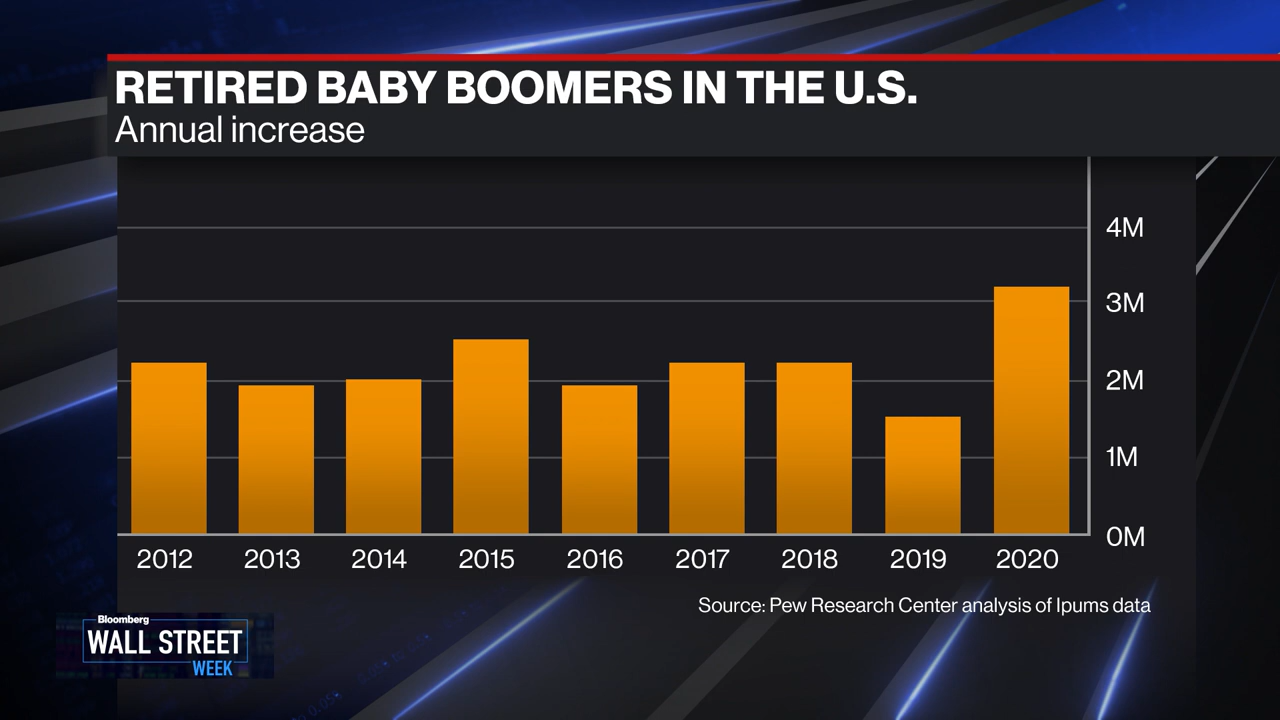 RETIRED BABY BOOMERS IN THE U.S.
Annual increase
4M
3M
2M
1M
0M
2012 2013 2014 2015 2016 2017 2018 2019 2020
Source: Pew Research Center analysis of Ipums data
Bloomberg
WALL STREET
WEEK